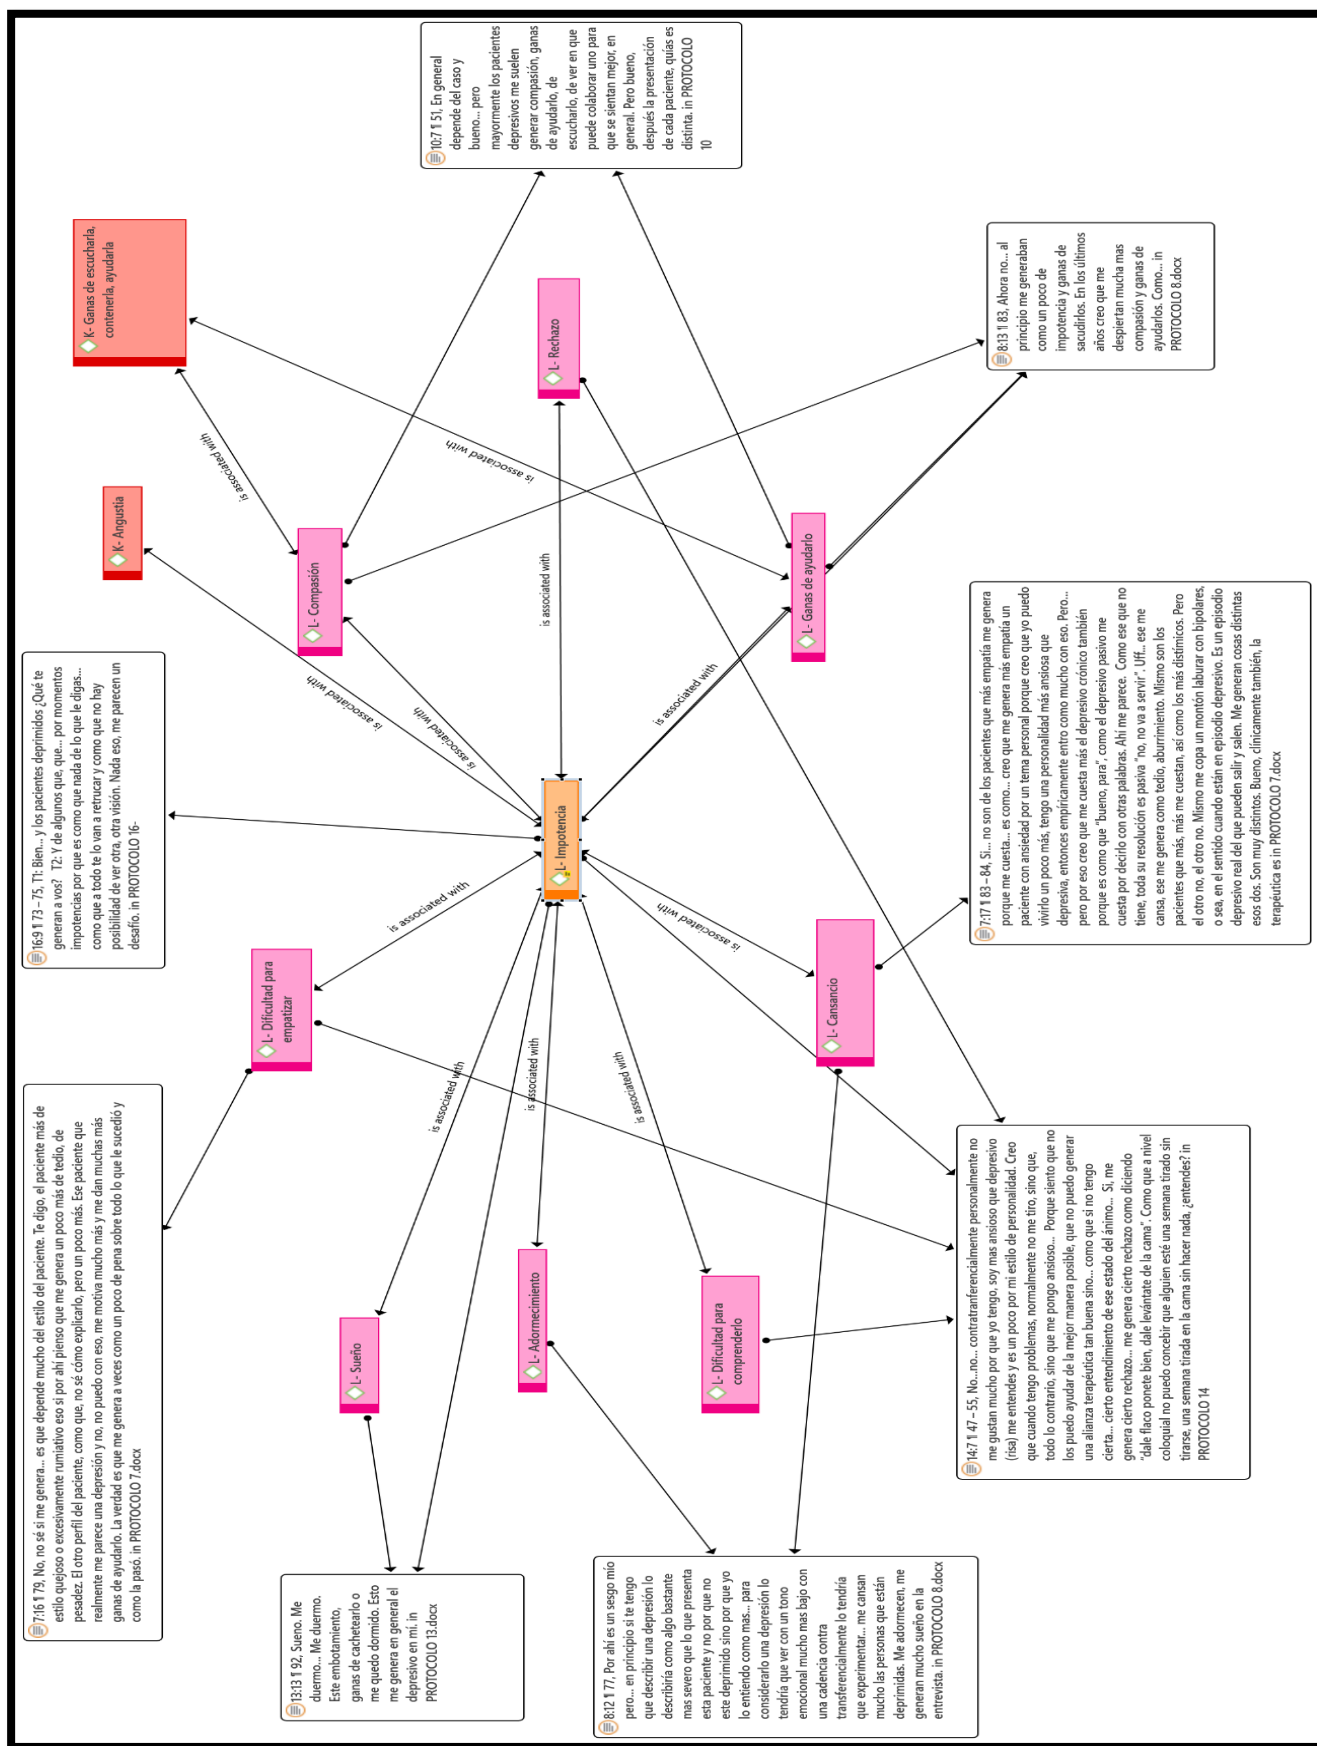 7:16 ¶ 79, No, no sé si me genera... es que depende mucho del estilo del paciente. Te digo, el paciente más de
estilo quejoso o excesivamente rumiativo eso si por ahi pienso que me genera un poco más de tedio, de
pesadez. El otro perfil del paciente, como que, no sé cómo explicarlo, pero un poco más. Ese paciente que
realmente me parece una depresión y no, no puedo con eso, me motiva mucho más y me dan muchas más
ganas de ayudarlo. La verdad es que me genera a veces como un poco de pena sobre todo lo que le sucedió y
como la pasó. in PROTOCOLO 7.docx
16:9 ¶ 73 – 75, T1: Bien... y los pacientes deprimidos ¿Qué te
generan a vos? T2: Y de algunos que, que... por momentos
impotencias por que es como que nada de lo que le digas...
como que a todo te lo van a retrucar y como que no hay
posibilidad de ver otra, otra visión. Nada eso, me parecen un
desafío. in PROTOCOLO 16-
K- Angustia
K- Ganas de escucharla,
contenerla, ayudarla
L- Dificultad para
empatizar
L- Compasión
is associated with
is associated with
is associated with
is associated with
13:13 ¶ 92, Sueno. Me
duermo... Me duermo.
Este embotamiento,
ganas de cachetearlo o
me quedo dormido. Esto
me genera en general el
depresivo en mi. in
PROTOCOLO 13.docx
L- Sueño
is associated with
is associated with
10:7 ¶ 51, En general
depende del caso y
bueno... pero
mayormente los pacientes
depresivos me suelen
generar compasión, ganas
de ayudarlo, de
escucharlo, de ver en que
puede colaborar uno para
que se sientan mejor, en
general. Pero bueno,
después la presentación
de cada paciente, quías es
distinta. in PROTOCOLO
10
L- Adormecimiento
is associated with
L- Impotencia
is associated with
L- Rechazo
8:12 ¶ 77, Por ahí es un sesgo mío
pero... en principio si te tengo
que describir una depresión lo
describiría como algo bastante
mas severo que lo que presenta
esta paciente y no por que no
este deprimido sino por que yo
lo entiendo como mas... para
considerarlo una depresión lo
tendría que ver con un tono
emocional mucho mas bajo con
una cadencia contra
transferencialmente lo tendría
que experimentar... me cansan
mucho las personas que están
deprimidas. Me adormecen, me
generan mucho sueño en la
entrevista. in PROTOCOLO 8.docx
L- Dificultad para
comprenderlo
is associated with
is associated with
is associated with
L- Cansancio
L- Ganas de ayudarlo
14:7 ¶ 47 – 55, No...no... contratranferencialmente personalmente no
me gustan mucho por que yo tengo, soy mas ansioso que depresivo
(risa) me entendes y es un poco por mi estilo de personalidad. Creo
que cuando tengo problemas, normalmente no me tiro, sino que,
todo lo contrario, sino que me pongo ansioso... Porque siento que no
los puedo ayudar de la mejor manera posible, que no puedo generar
una alianza terapéutica tan buena sino... como que si no tengo
cierta... cierto entendimiento de ese estado del ánimo... Si, me
genera cierto rechazo... me genera cierto rechazo como diciendo
“dale flaco ponete bien, dale levántate de la cama”. Como que a nivel
coloquial no puedo concebir que alguien esté una semana tirado sin
tirarse, una semana tirada en la cama sin hacer nada, ¿entendes? in
PROTOCOLO 14
7:17 ¶ 83 – 84, Si... no son de los pacientes que más empatía me genera
porque me cuesta... es como... creo que me genera más empatía un
paciente con ansiedad por un tema personal porque creo que yo puedo
vivirlo un poco más, tengo una personalidad más ansiosa que
depresiva, entonces empíricamente entro como mucho con eso. Pero...
pero por eso creo que me cuesta más el depresivo crónico también
porque es como que “bueno, para”, como el depresivo pasivo me
cuesta por decirlo con otras palabras. Ahi me parece. Como ese que no
tiene, toda su resolución es pasiva “no, no va a servir”. Uff... ese me
cansa, ese me genera como tedio, aburrimiento. Mismo son los
pacientes que más, más me cuestan, así como los más distímicos. Pero
el otro no, el otro no. Mismo me copa un montón laburar con bipolares,
o sea, en el sentido cuando están en episodio depresivo. Es un episodio
depresivo real del que pueden salir y salen. Me generan cosas distintas
esos dos. Son muy distintos. Bueno, clínicamente también, la
terapéutica es in PROTOCOLO 7.docx
8:13 ¶ 83, Ahora no... al
principio me generaban
como un poco de
impotencia y ganas de
sacudirlos. En los últimos
años creo que me
despiertan mucha mas
compasión y ganas de
ayudarlos. Como... in
PROTOCOLO 8.docx